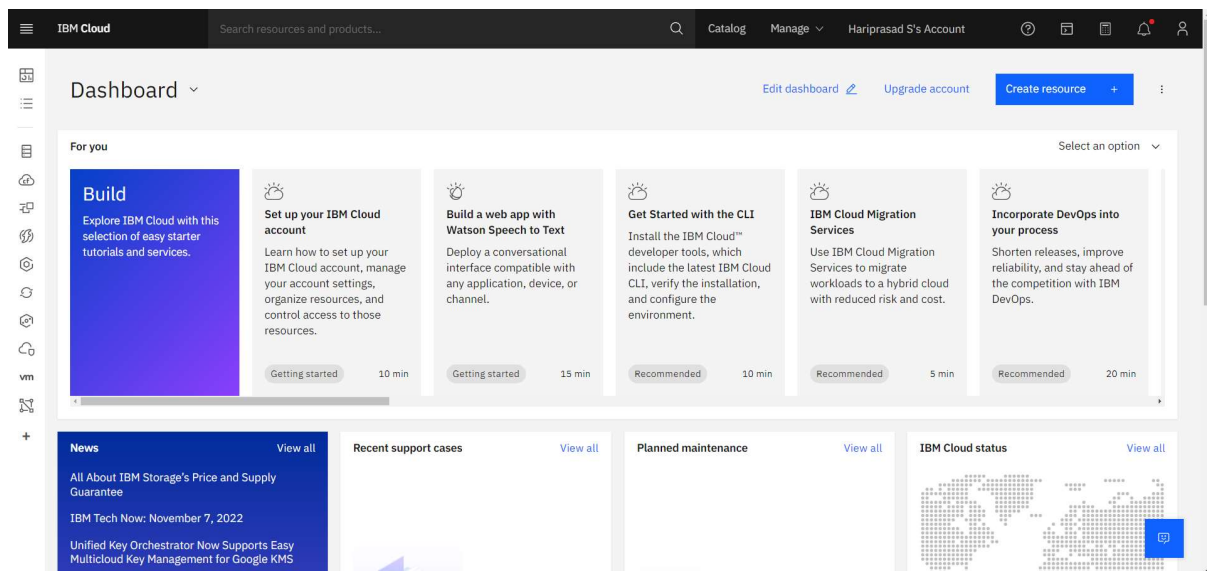 IBM Cloud
Search resources and products...
Catalog
Manage
Hariprasad S's Account
Dashboard
Edit dashboard
Upgrade account
Create resource +
For you
Select an option
Build
Explore IBM Cloud with this
selection of easy starter
tutorials and services.
Set up your IBM Cloud
account
Learn how to set up your
IBM Cloud account, manage
your account settings,
organize resources, and
control access to those
resources.
Getting started
10 min
Build a web app with
Watson Speech to Text
Deploy a conversational
interface compatible with
any application, device, or
channel.
Getting started
15 min
Get Started with the CLI
Install the IBM Cloud™
developer tools, which
include the latest IBM Cloud
CLI, verify the installation,
and configure the
environment.
Recommended
10 min
IBM Cloud Migration
Services
Use IBM Cloud Migration
Services to migrate
workloads to a hybrid cloud
with reduced risk and cost.
Recommended
5 min
Incorporate DevOps into
your process
Shorten releases, improve
reliability, and stay ahead of
the competition with IBM
DevOps.
Recommended
20 min
vm
+
News
View all
All About IBM Storage's Price and Supply
Guarantee
IBM Tech Now: November 7, 2022
Unified Key Orchestrator Now Supports Easy
Multicloud Key Management for Google KMS
Recent support cases
View all
Planned maintenance
View all
IBM Cloud status
View all